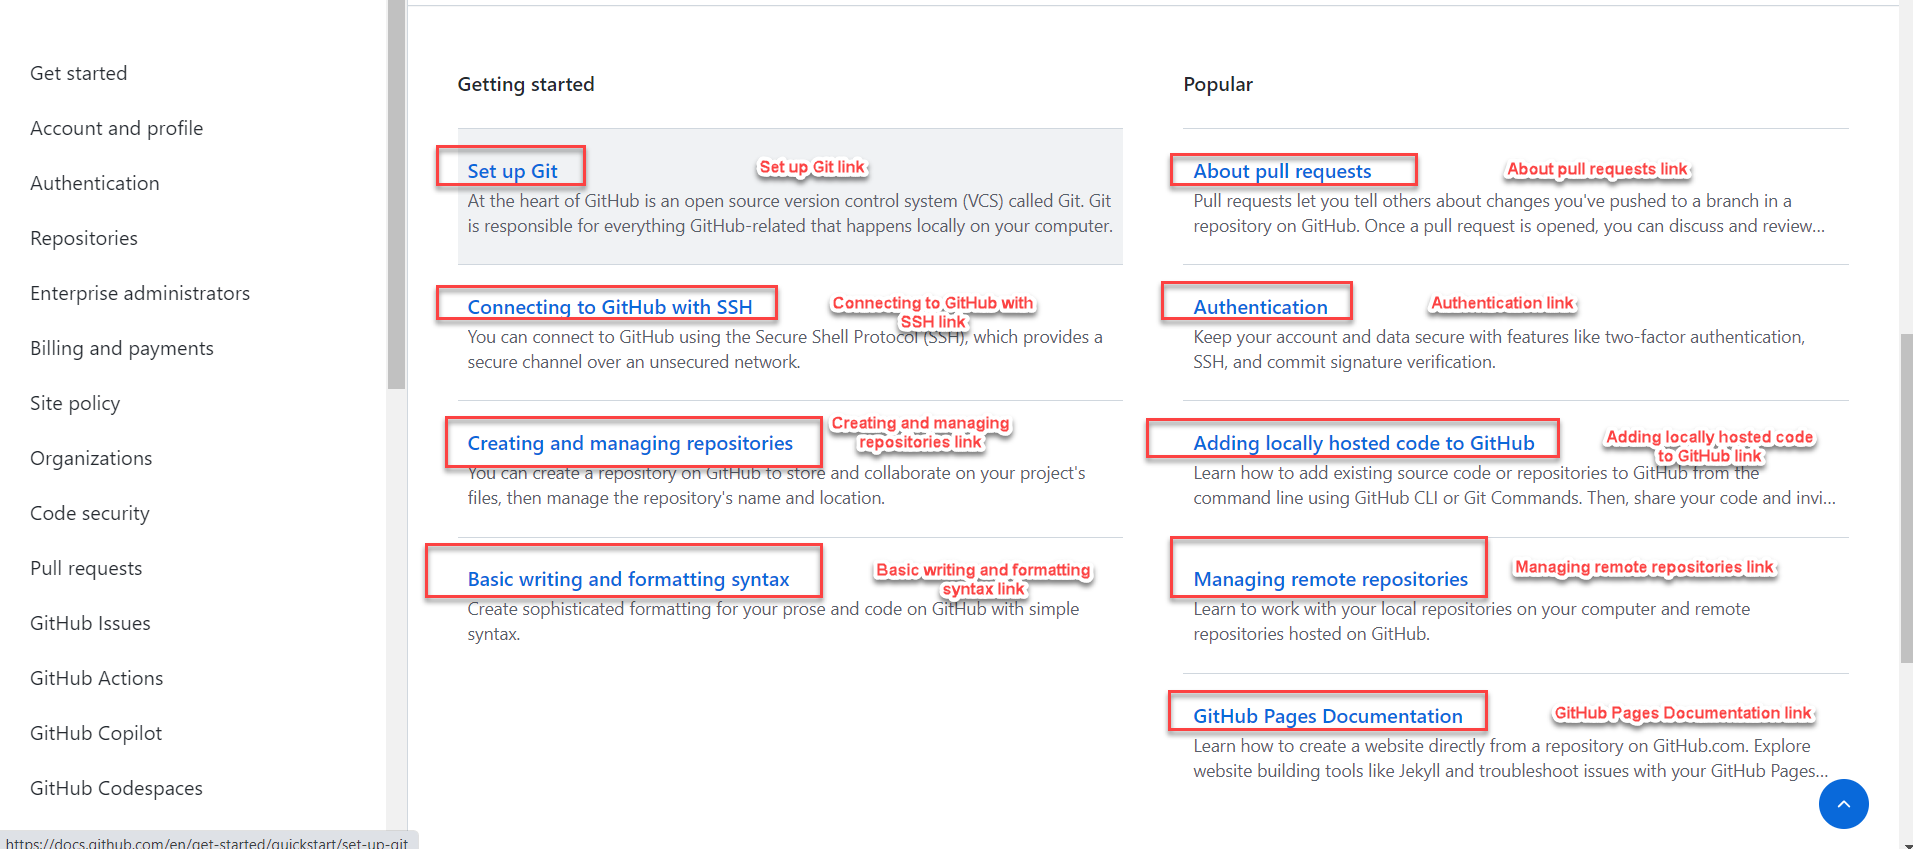 Get started
Account and profile
Authentication
Repositories
Enterprise administrators
Billing and payments
Site policy
Organizations
Code security
Pull requests
GitHub Issues
GitHub Actions
GitHub Copilot
GitHub Codespaces
https://docs.github.com/en/get-started/quickstart/set-up-git
Getting started
Set up Git
Set up Git link
At the heart of GitHub is an open source version control system (VCS) called Git. Git
is responsible for everything GitHub-related that happens locally on your computer.
Connecting to GitHub with SSH
Connecting to GitHub with
SSH link
You can connect to GitHub using the Secure Shell Protocol (SSH), which provides a
secure channel over an unsecured network.
Creating and managing repositories
Creating and managing
repositories link
You can create a repository on GitHub to store and collaborate on your project's
files, then manage the repository's name and location.
Basic writing and formatting syntax
Basic writing and formatting
syntax link
Create sophisticated formatting for your prose and code on GitHub with simple
syntax.
Popular
About pull requests
About pull requests link
Pull requests let you tell others about changes you've pushed to a branch in a
repository on GitHub. Once a pull request is opened, you can discuss and review...
Authentication
Authentication link
Keep your account and data secure with features like two-factor authentication,
SSH, and commit signature verification.
Adding locally hosted code to GitHub
Adding locally hosted code
to GitHub link
Learn how to add existing source code or repositories to GitHub from the
command line using GitHub CLI or Git Commands. Then, share your code and invi...
Managing remote repositories
Managing remote repositories link
Learn to work with your local repositories on your computer and remote
repositories hosted on GitHub.
GitHub Pages Documentation
GitHub Pages Documentation link
Learn how to create a website directly from a repository on GitHub.com. Explore
website building tools like Jekyll and troubleshoot issues with your GitHub Pages...